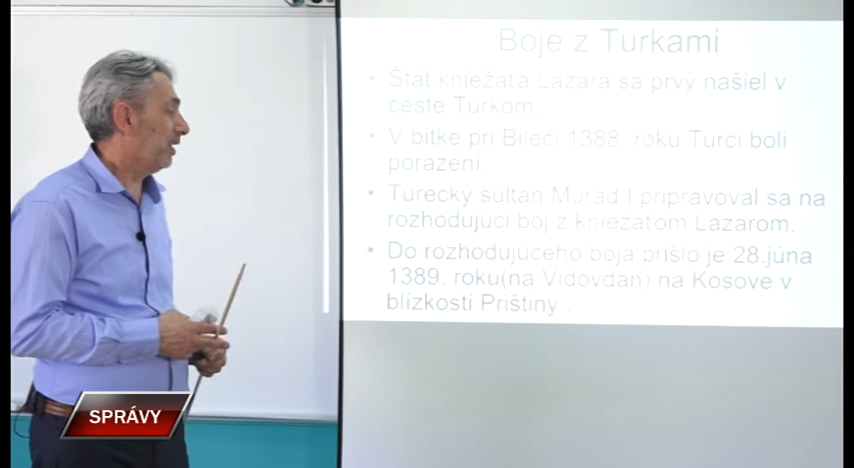 Boje z Turkami
• Štát kniežaťa Lazara sa prvý našiel v
ceste Turkom
• V bitke pri Bileći 1388. roku Turci boli
porazení
• Turecký sultán Murad I pripravoval sa na
rozhodujúci boj z kniežaťom Lazarom.
• Do rozhodujúceho boja prišlo je 28.júna
1389. roku(na Vidovdan) na Kosove v
blízkosti Prištiny .
SPRÁVY